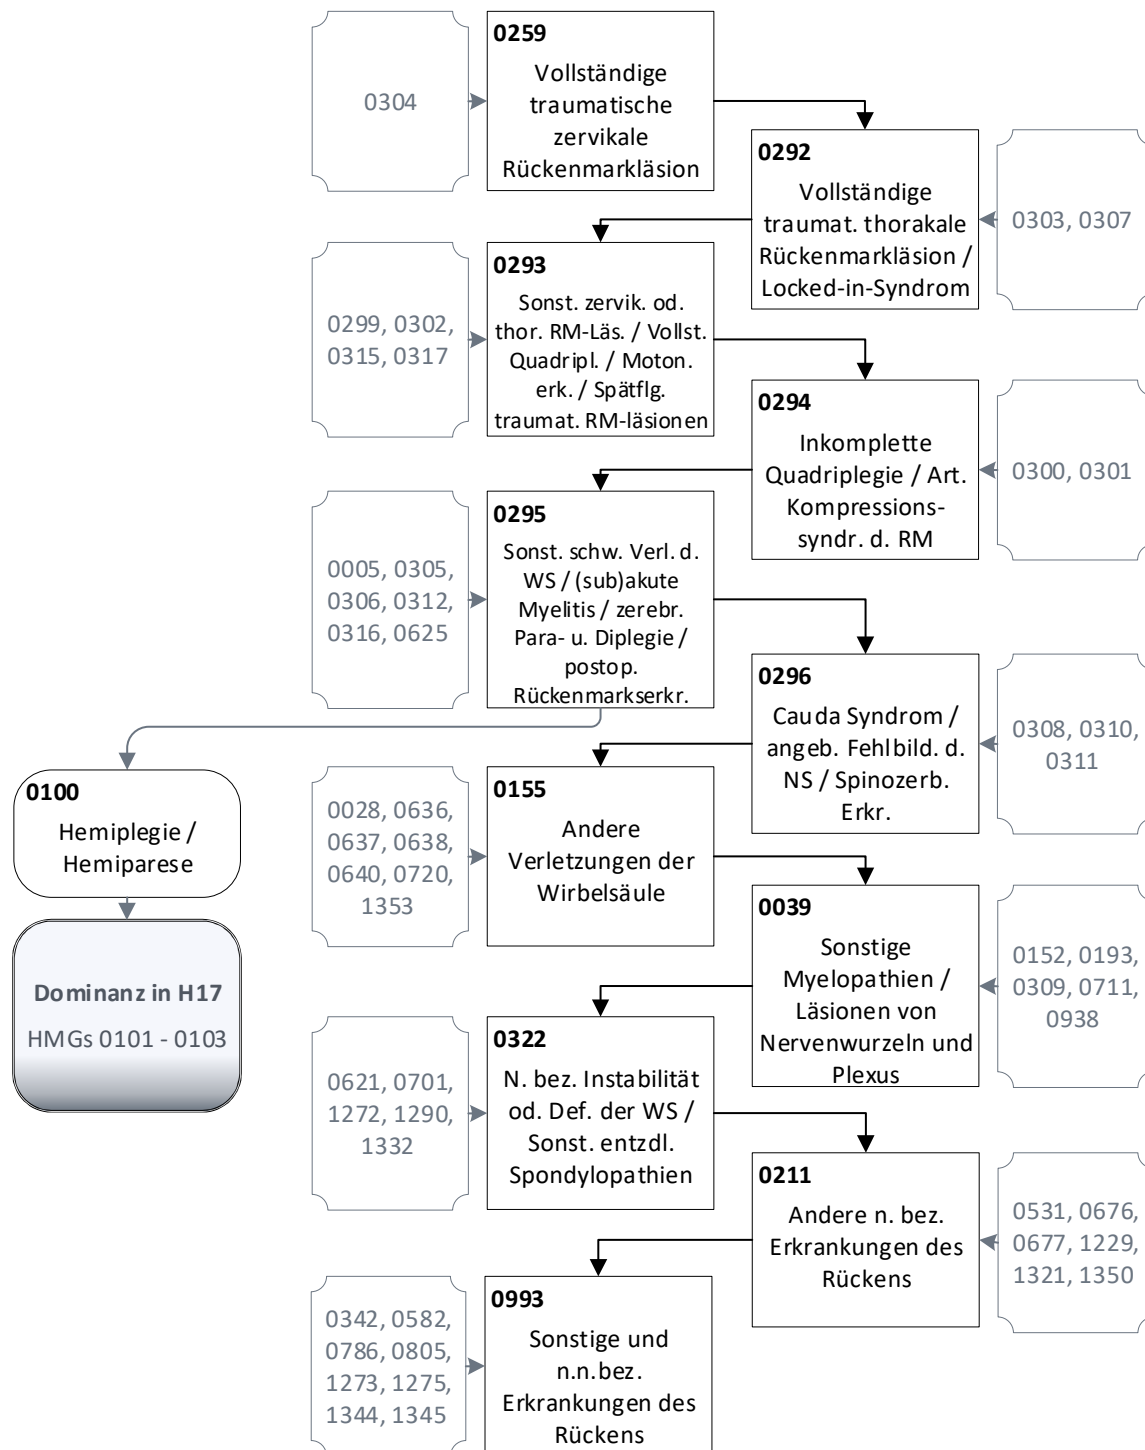 0304
0259
Vollständige
traumatische
zervikale
Rückenmarkläsion
0292
Vollständige
traumat. thorakale
Rückenmarkläsion /
Locked-in-Syndrom
0303, 0307
0299, 0302,
0315, 0317
0293
Sonst. zervik. od.
thor. RM-Läs. / Vollst.
Quadripl. / Moton.
erk. / Spätflg.
traumat. RM-läsionen
0294
Inkomplette
Quadriplegie / Art.
Kompressions-
syndr. d. RM
0300, 0301
0005, 0305,
0306, 0312,
0316, 0625
0295
Sonst. schw. Verl. d.
WS / (sub)akute
Myelitis / zerebr.
Para- u. Diplegie /
postop.
Rückenmarkserkr.
0296
Cauda Syndrom /
angeb. Fehlbild. d.
NS / Spinozerb.
Erkr.
0308, 0310,
0311
0100
Hemiplegie /
Hemiparese
Dominanz in H17
HMGs 0101 - 0103
0028, 0636,
0637, 0638,
0640, 0720,
1353
0155
Andere
Verletzungen der
Wirbelsäule
0039
Sonstige
Myelopathien /
Läsionen von
Nervenwurzeln und
Plexus
0152, 0193,
0309, 0711,
0938
0621, 0701,
1272, 1290,
1332
0322
N. bez. Instabilität
od. Def. der WS /
Sonst. entzdl.
Spondylopathien
0211
Andere n. bez.
Erkrankungen des
Rückens
0531, 0676,
0677, 1229,
1321, 1350
0342, 0582,
0786, 0805,
1273, 1275,
1344, 1345
0993
Sonstige und
n.n.bez.
Erkrankungen des
Rückens